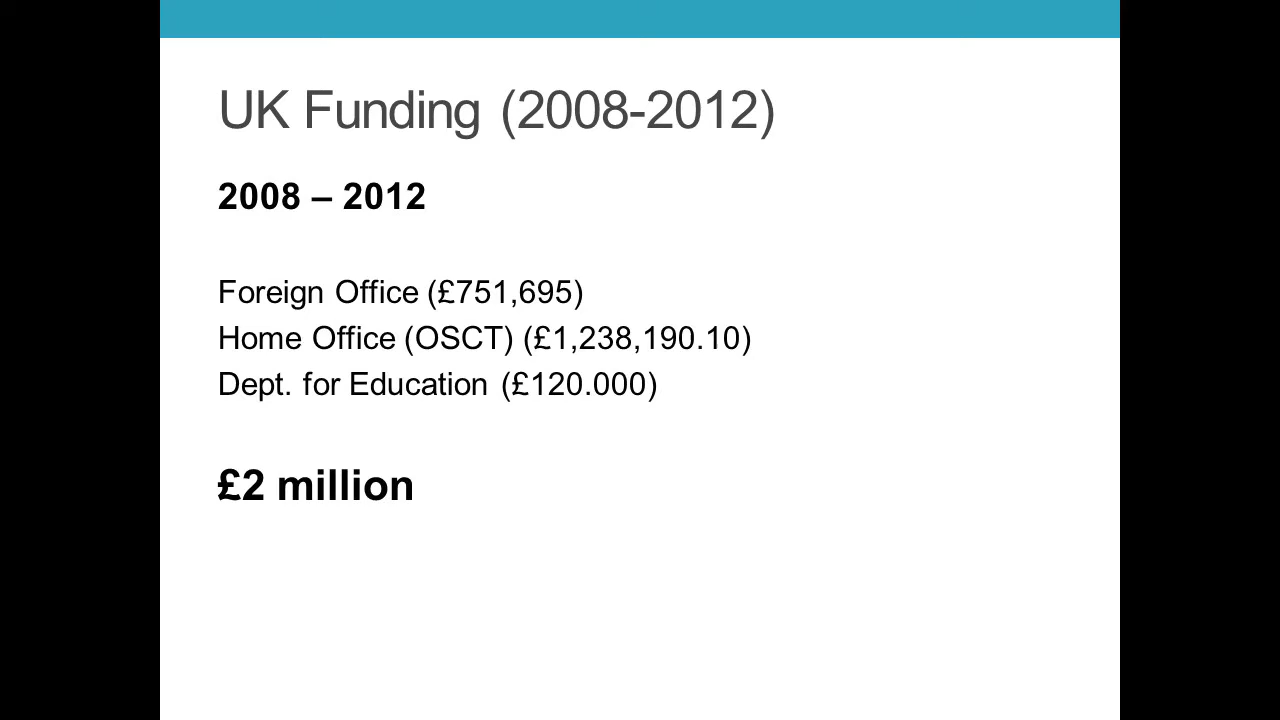 UK Funding (2008-2012)
2008 – 2012
Foreign Office (£751,695)
Home Office (OSCT) (£1,238,190.10)
Dept. for Education (£120.000)
£2 million